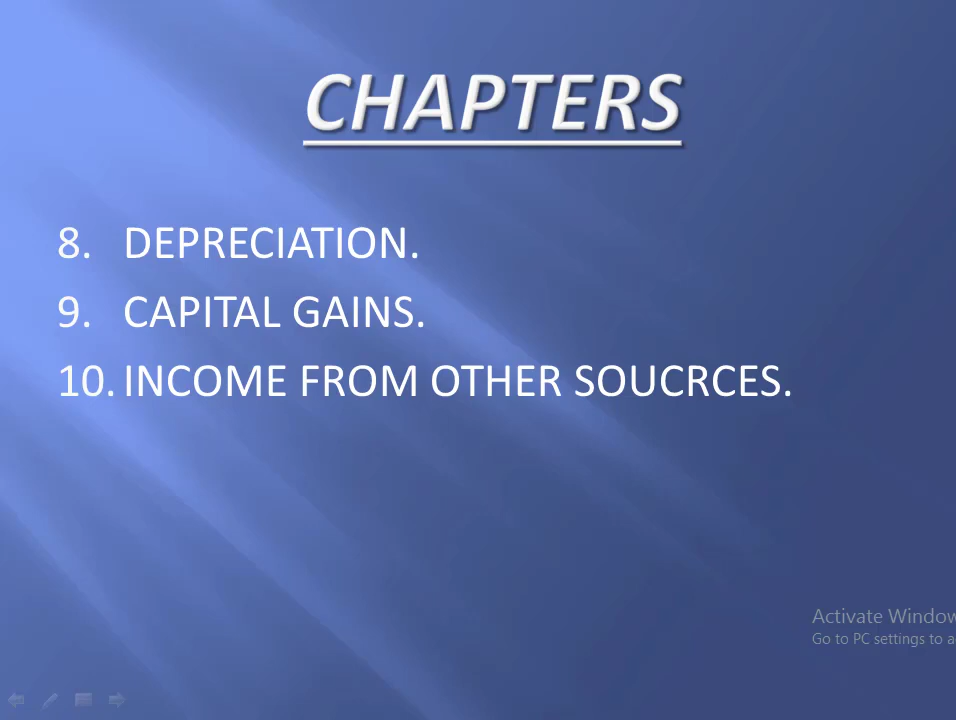 CHAPTERS
8. DEPRECIATION.
9. CAPITAL GAINS.
10. INCOME FROM OTHER SOUCRCES.
Activate Window
Go to PC settings to a